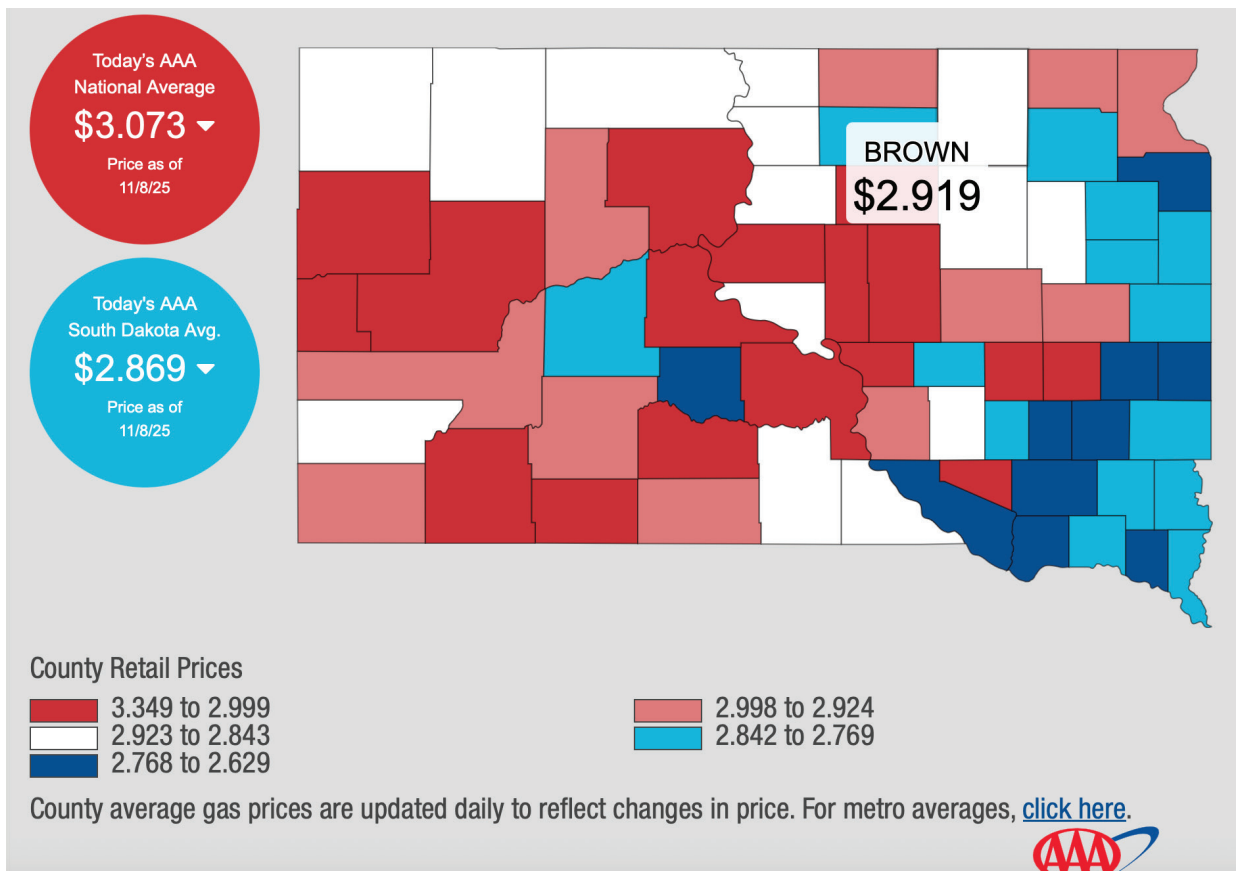 Today's AAA
National Average
$3.073
Price as of
11/8/25
Today's AAA
South Dakota Avg.
$2.869
Price as of
11/8/25
BROWN
$2.919
County Retail Prices
3.349 to 2.999
2.998 to 2.924
2.923 to 2.843
2.842 to 2.769
2.768 to 2.629
County average gas prices are updated daily to reflect changes in price. For metro averages, click here.
AAA